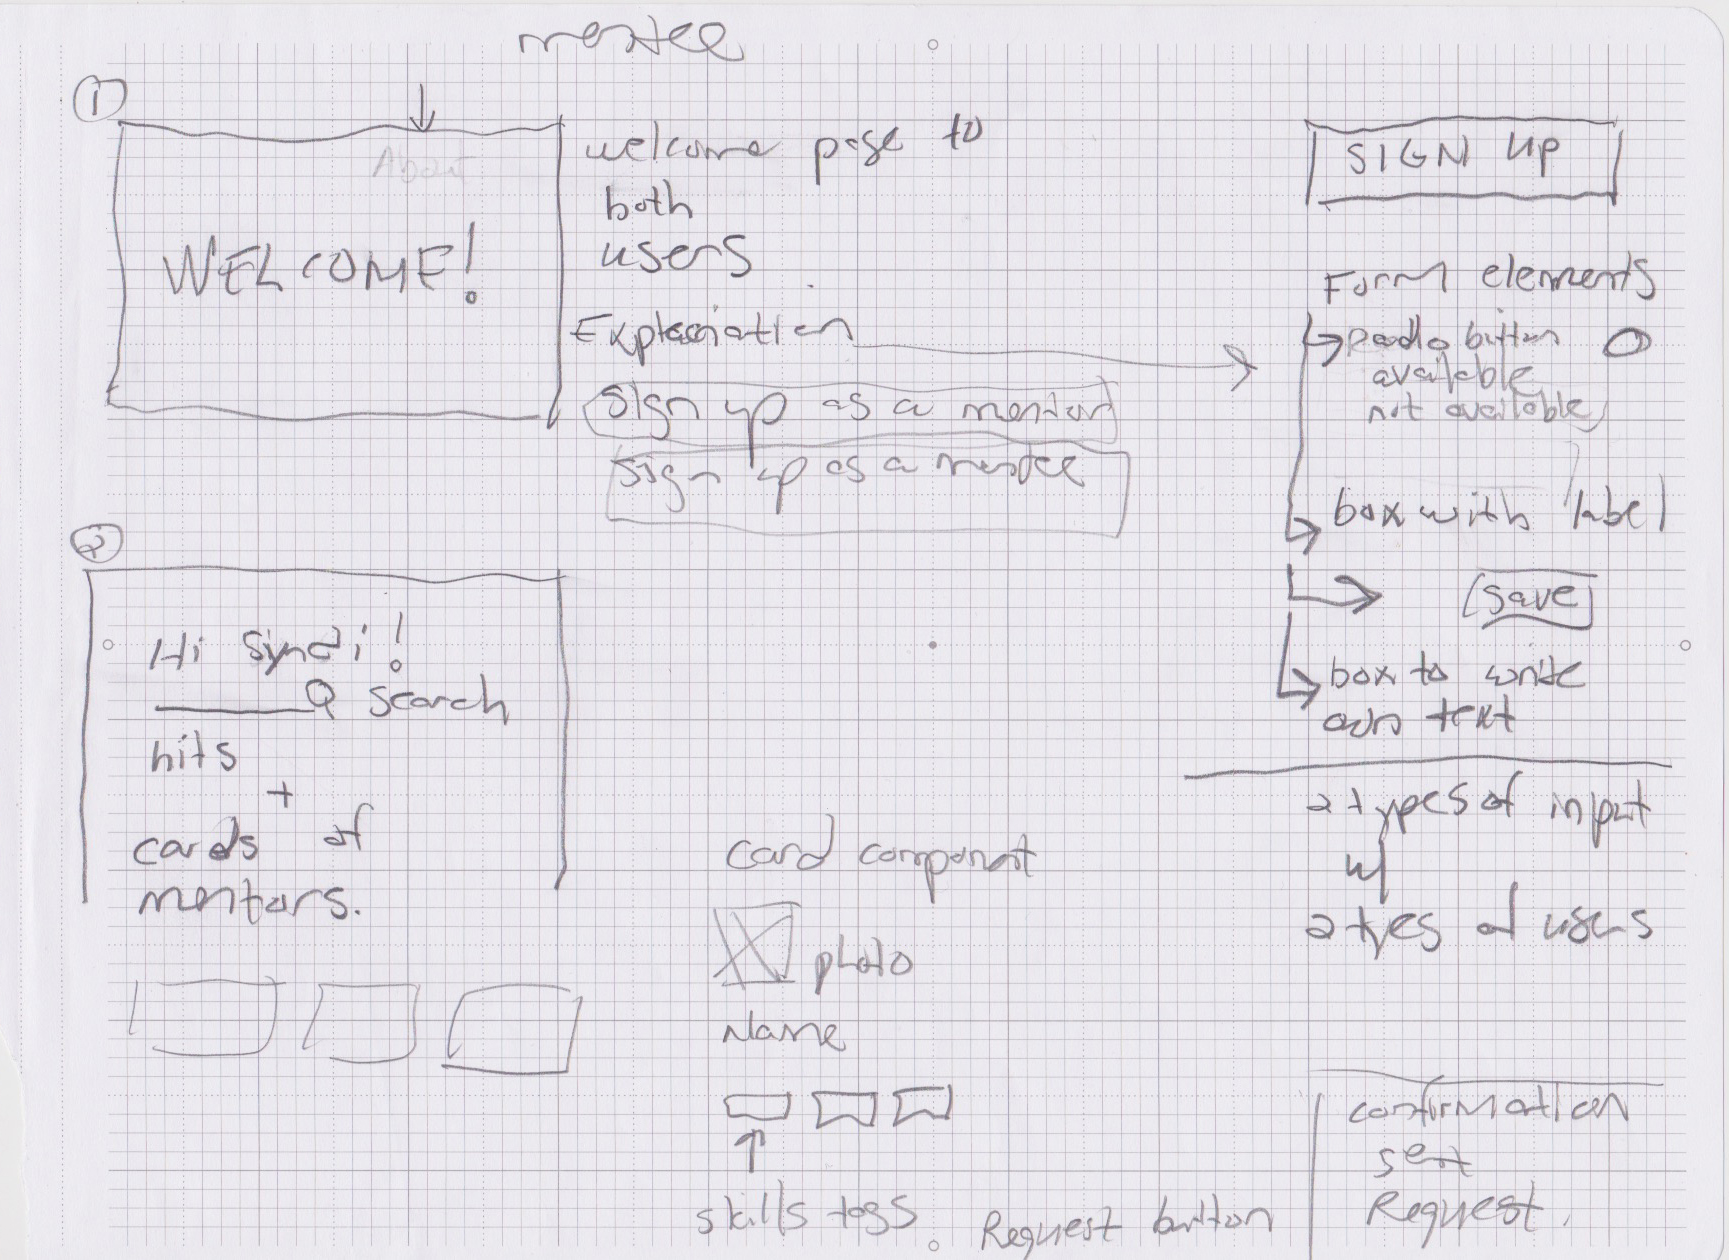 mentee
1
About
WELCOME!
welcome page to
both
users
Explanation
Sign up as a mentor
Sign up as a mentee
SIGN UP
Form elements
radio button
available
not available
box with label
save
box to write
own text
2 types of input
w/
2 tyes of users
2
Hi Syndi!
search
hits
+
cards of
mentors.
card component
photo
Name
skills tags
Request button
confirmation
sent
Request.